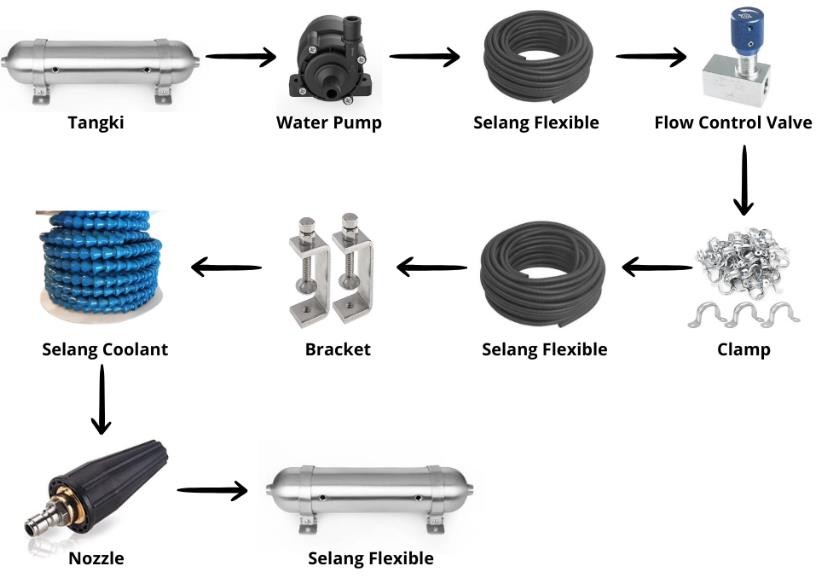 Tangki
Water Pump
Selang Flexible
Flow Control Valve
Selang Coolant
Bracket
Selang Flexible
Clamp
Nozzle
Selang Flexible